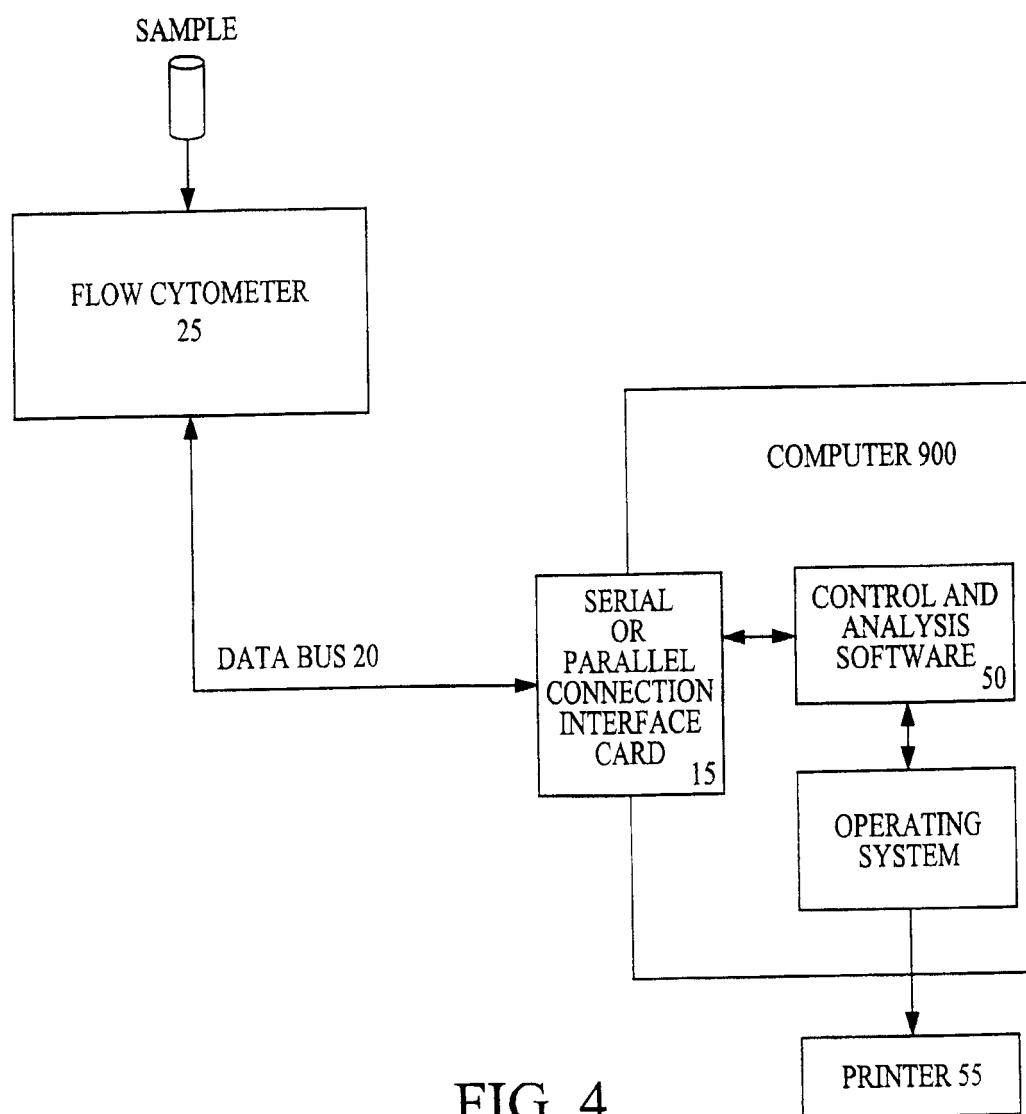 SAMPLE
FLOW CYTOMETER
25
COMPUTER 900
SERIAL
OR
PARALLEL
CONNECTION
INTERFACE
CARD
15
CONTROL AND
ANALYSIS
SOFTWARE
50
DATA BUS 20
OPERATING
SYSTEM
PRINTER 55
FIG. 4